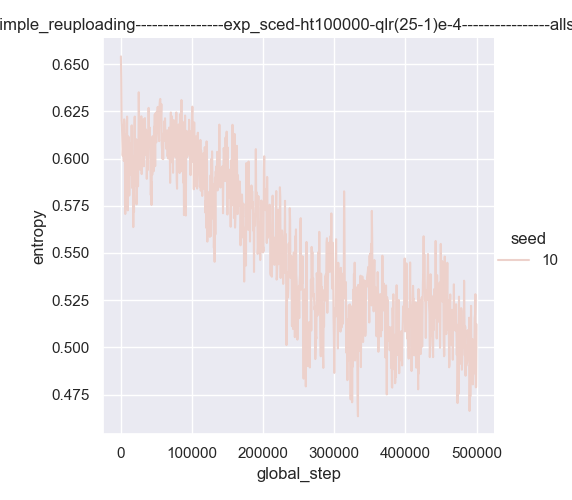 imple_reuploading----------------exp_sced-ht100000-qlr(25-1)e-4----------------alls
0.650
0.625
0.600
0.575
0.550
0.525
0.500
0.475
entropy
seed
10
0 100000 200000 300000 400000 500000
global_step